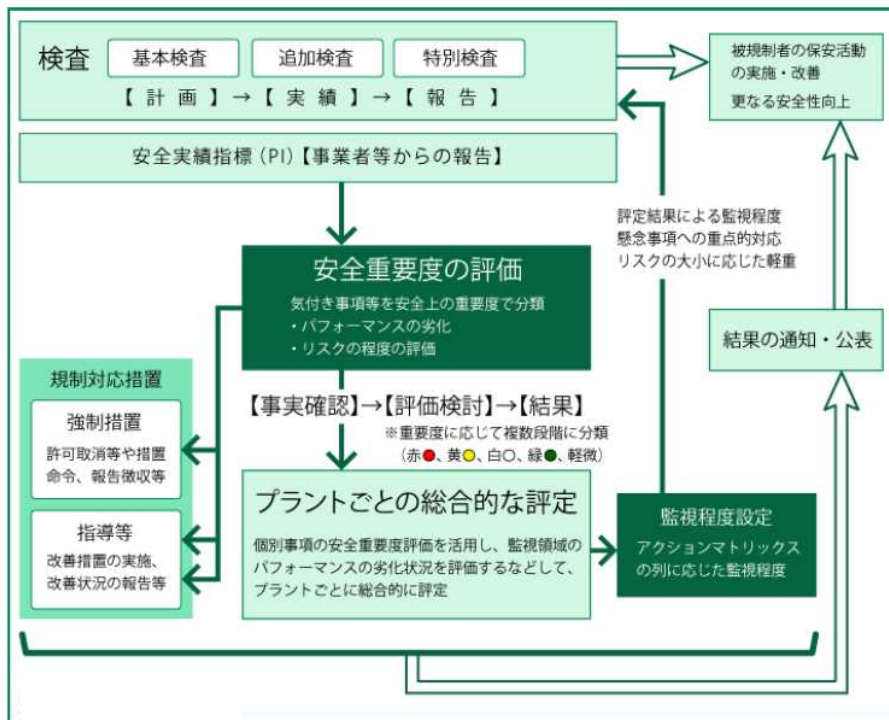 検査
基本検査
追加検査
特別検査
【計画】→【実績】→【報告】
安全実績指標(PI)【事業者等からの報告】
被規制者の保安活動
の実施・改善
更なる安全性向上
評定結果による監視程度
懸念事項への重点的対応
リスクの大小に応じた軽重
安全重要度の評価
気付き事項等を安全上の重要度で分類
・パフォーマンスの劣化
・リスクの程度の評価
結果の通知・公表
規制対応措置
強制措置
許可取消等や措置
命令、報告徴収等
指導等
改善措置の実施、
改善状況の報告等
【事実確認】→【評価検討】→【結果】
※重要度に応じて複数段階に分類
(赤●、黄●、白○、緑●、軽微)
プラントごとの総合的な評定
個別事項の安全重要度評価を活用し、監視領域の
パフォーマンスの劣化状況を評価するなどして、
プラントごとに総合的に評定
監視程度設定
アクションマトリックス
の列に応じた監視程度